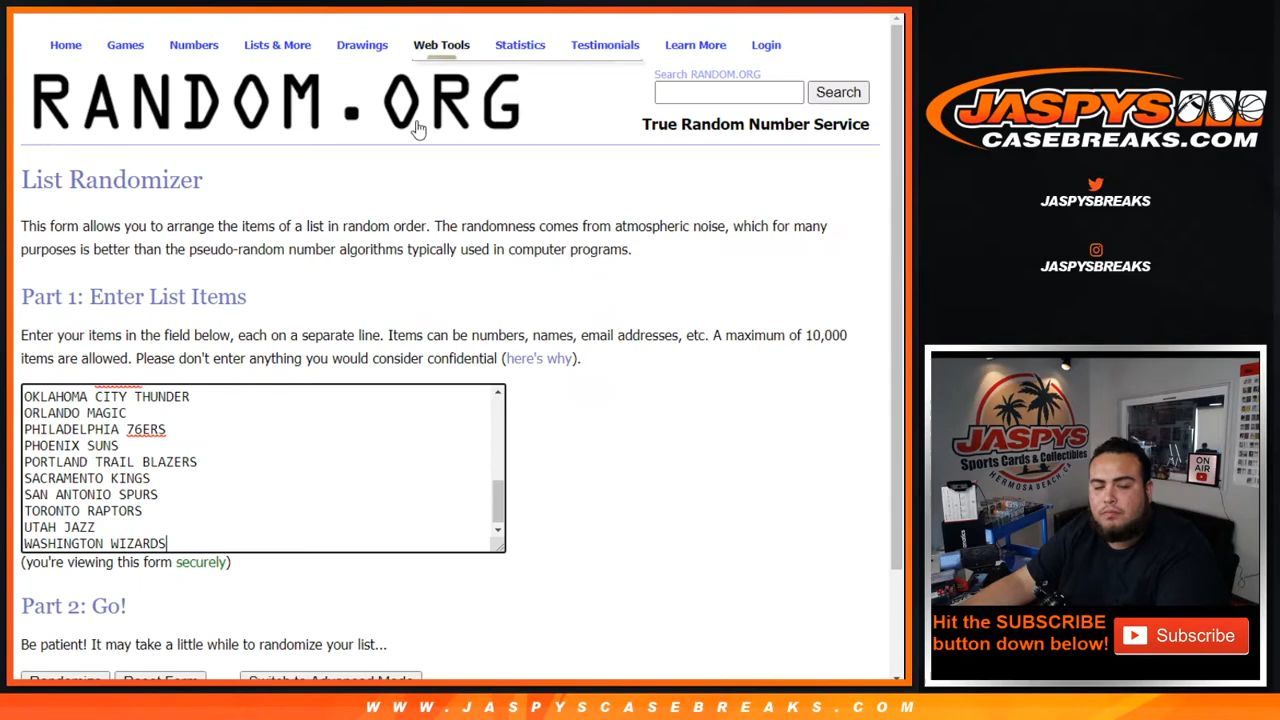 Home Games Numbers Lists & More Drawings Web Tools Statistics Testimonials Learn More Login
RANDOM.ORG
Search RANDOM.ORG
Search
True Random Number Service
List Randomizer
This form allows you to arrange the items of a list in random order. The randomness comes from atmospheric noise, which for many
purposes is better than the pseudo-random number algorithms typically used in computer programs.
Part 1: Enter List Items
Enter your items in the field below, each on a separate line. Items can be numbers, names, email addresses, etc. A maximum of 10,000
items are allowed. Please don't enter anything you would consider confidential (here's why).
OKLAHOMA CITY THUNDER
ORLANDO MAGIC
PHILADELPHIA 76ERS
PHOENIX SUNS
PORTLAND TRAIL BLAZERS
SACRAMENTO KINGS
SAN ANTONIO SPURS
TORONTO RAPTORS
UTAH JAZZ
WASHINGTON WIZARDS
(you're viewing this form securely)
Part 2: Go!
Be patient! It may take a little while to randomize your list...
Randomize Reset Form Switch to Advanced Mode
JASPYS
CASEBREAKS.COM
JASPYSBREAKS
JASPYSBREAKS
JASPYS
Sports Cards & Collectibles
HERMOSA BEACH CA
ON
AIR
Hit the SUBSCRIBE
button down below!
Subscribe
WWW.JASPYSCASEBREAKS.COM